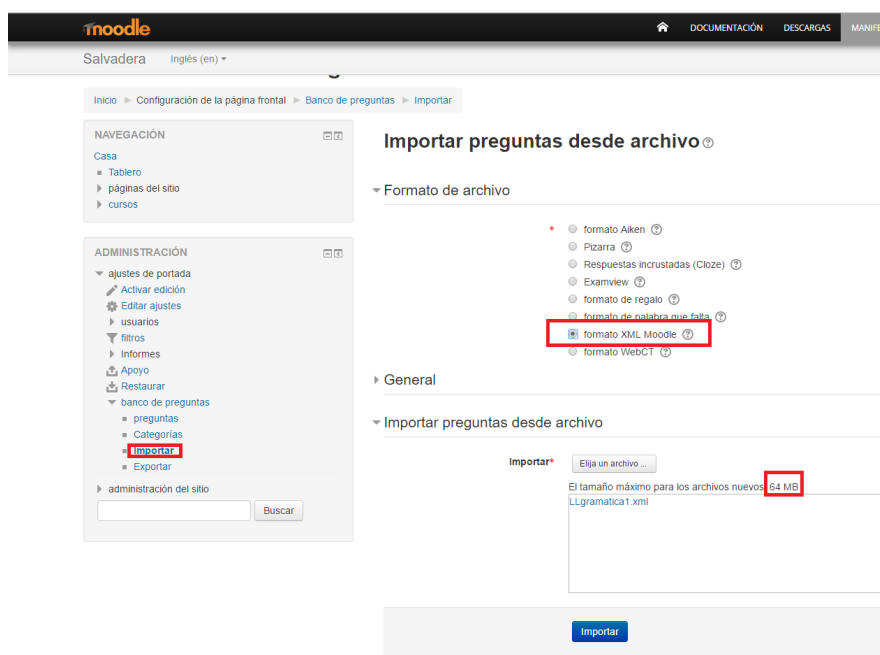 moodle
DOCUMENTACIÓN DESCARGAS
Salvadera Inglés (en)
Inicio Configuración de la página frontal Banco de preguntas Importar
NAVEGACIÓN
Casa
Tablero
páginas del sitio
cursos
ADMINISTRACIÓN
ajustes de portada
Activar edición
Editar ajustes
usuarios
filtros
Informes
Apoyo
Restaurar
banco de preguntas
preguntas
Categorías
Importar
Exportar
administración del sitio
Buscar
Importar preguntas desde archivo
Formato de archivo
* formato Aiken
Pizarra
Respuestas incrustadas (Cloze)
Examview
formato de regalo
formato de palabra que falta
formato XML Moodle
formato WebCT
General
Importar preguntas desde archivo
Importar* Elija un archivo ...
El tamaño máximo para los archivos nuevos: 64 MB
LLgramatica1.xml
Importar